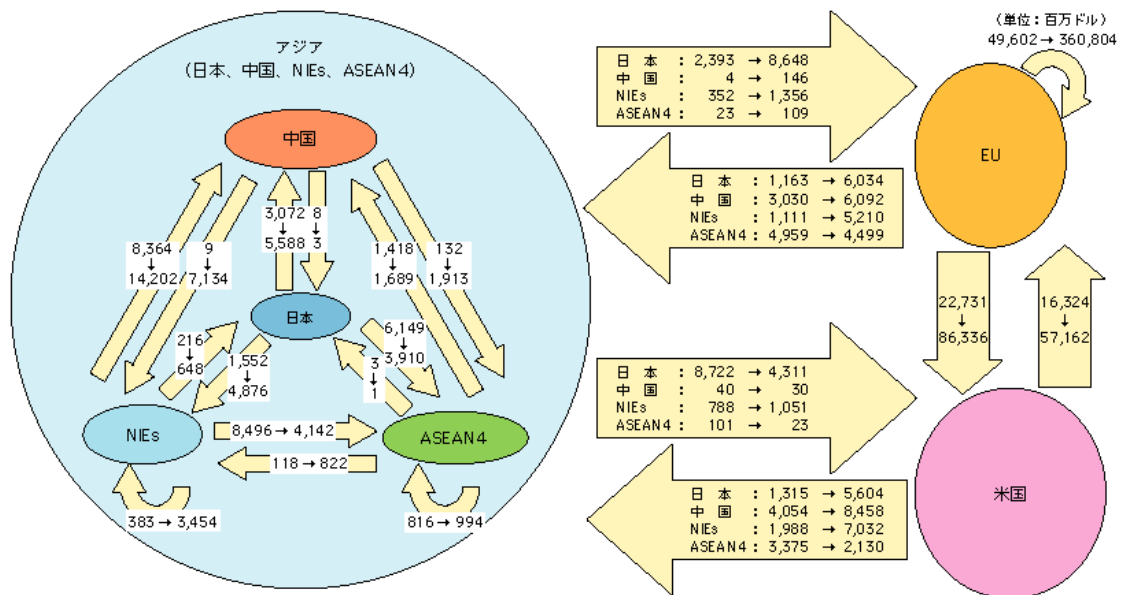 (単位:百万ドル)
49,602→360,804
アジア
(日本、中国、NIEs、ASEAN4)
中国
3,072
↓
5,588
8
↓
3
8,364
↓
14,202
9
↓
7,134
1,418
↓
1,689
132
↓
1,913
日本
216
↓
648
1,552
↓
4,876
6,149
↓
3,910
3
↓
1
NIEs
8,496→4,142
ASEAN4
118→822
383→3,454
816→994
日 本 : 2,393 → 8,648
中 国 : 4 → 146
NIEs : 352 → 1,356
ASEAN4 : 23 → 109
EU
日 本 : 1,163 → 6,034
中 国 : 3,030 → 6,092
NIEs : 1,111 → 5,210
ASEAN4 : 4,959 → 4,499
22,731
↓
86,336
16,324
↓
57,162
日 本 : 8,722 → 4,311
中 国 : 40 → 30
NIEs : 788 → 1,051
ASEAN4 : 101 → 23
米国
日 本 : 1,315 → 5,604
中 国 : 4,054 → 8,458
NIEs : 1,988 → 7,032
ASEAN4 : 3,375 → 2,130